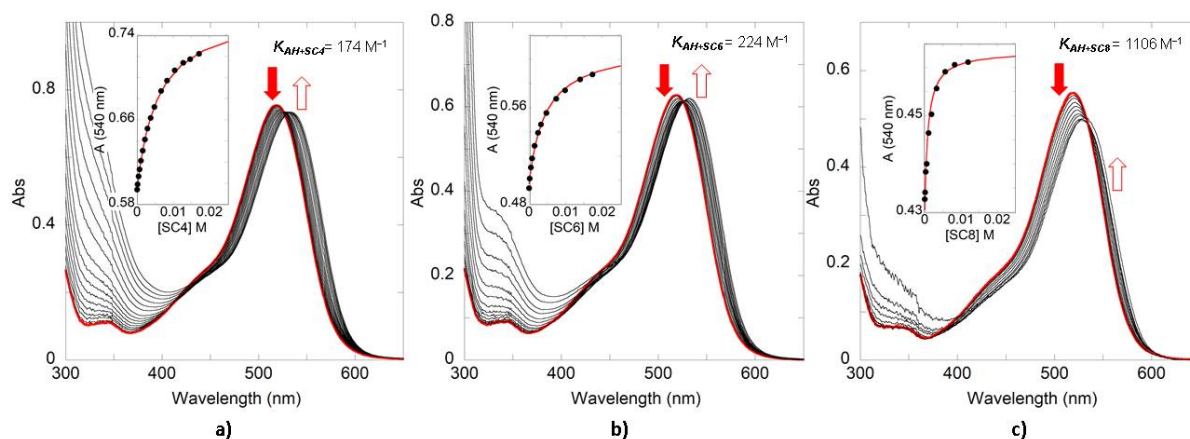 0.8
0.4
0
Abs
300
400
500
600
Wavelength (nm)
a)
0.74
0.66
0.58
A (540 nm)
0
0.01
0.02
[SC4] M
K_AH+SC4 = 174 M⁻¹
0.8
0.6
0.4
0.2
0
Abs
300
400
500
600
Wavelength (nm)
b)
0.56
0.48
A (540 nm)
0
0.01
0.02
[SC6] M
K_AH+SC6 = 224 M⁻¹
0.6
0.4
0.2
0
Abs
300
400
500
600
Wavelength (nm)
c)
0.45
0.43
A (540 nm)
0
0.01
0.02
[SC8] M
K_AH+SC8 = 1106 M⁻¹